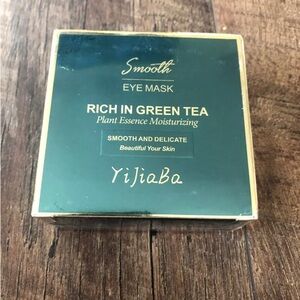 Smooth
EYE MASK
RICH IN GREEN TEA
Plant Essence Moisturizing
SMOOTH AND DELICATE
Beautiful Your Skin
YiJiaBa